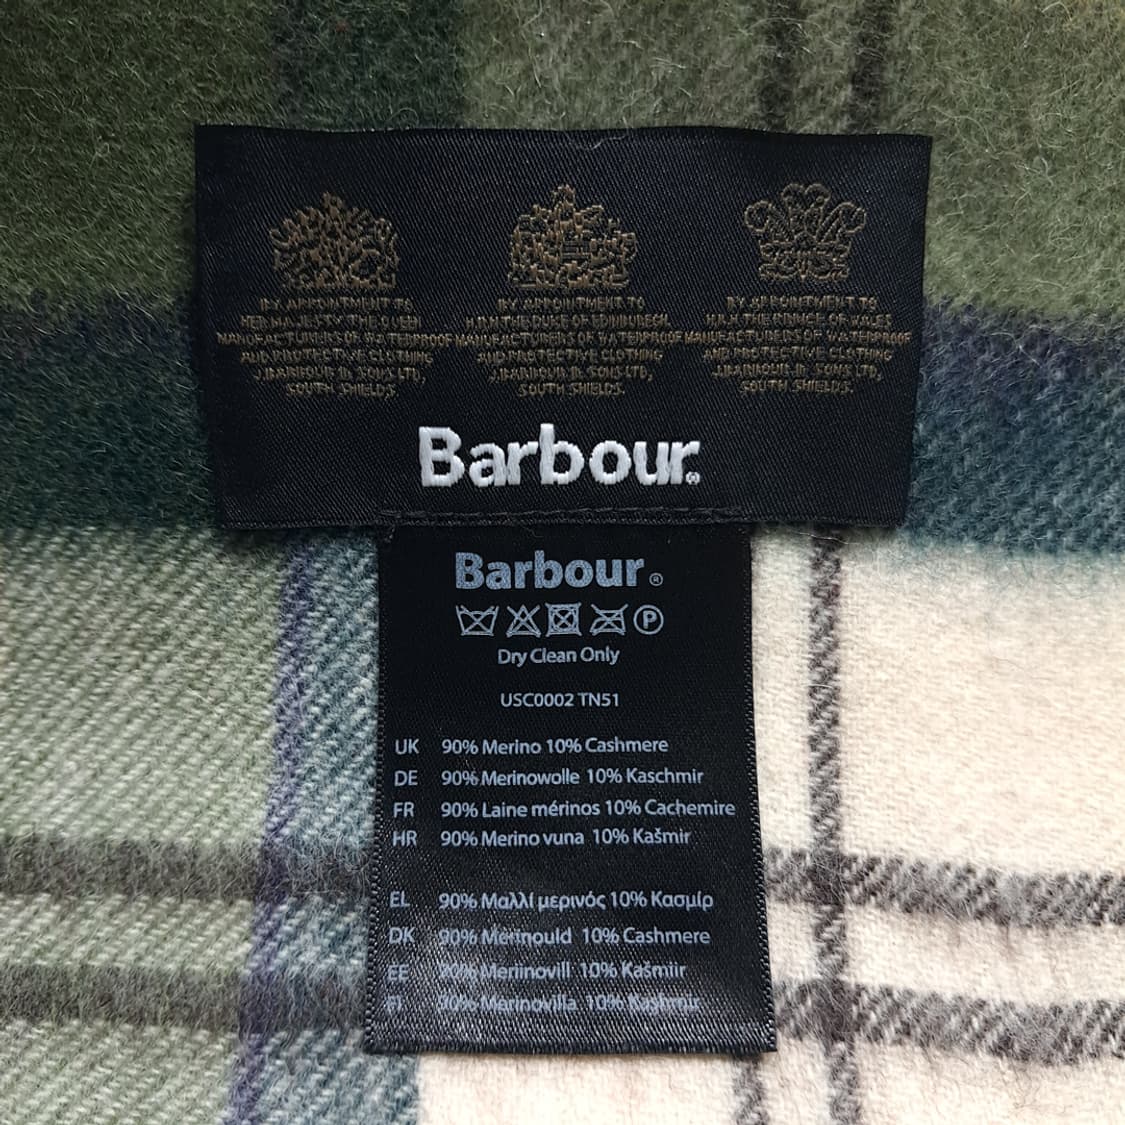 BY APPOINTMENT TO
HER MAJESTY THE QUEEN
MANUFACTURERS OF WATERPROOF
AND PROTECTIVE CLOTHING
J.BARBOUR & SONS LTD,
SOUTH SHIELDS.
BY APPOINTMENT TO
H.R.H. THE DUKE OF EDINBURGH
MANUFACTURERS OF WATERPROOF
AND PROTECTIVE CLOTHING
J.BARBOUR & SONS LTD,
SOUTH SHIELDS.
BY APPOINTMENT TO
H.R.H. THE PRINCE OF WALES
MANUFACTURERS OF WATERPROOF
AND PROTECTIVE CLOTHING
J.BARBOUR & SONS LTD,
SOUTH SHIELDS.
Barbour®
Barbour®
P
Dry Clean Only
USC0002 TN51
UK 90% Merino 10% Cashmere
DE 90% Merinowolle 10% Kaschmir
FR 90% Laine mérinos 10% Cachemire
HR 90% Merino vuna 10% Kašmir
EL 90% Μαλλί μερινός 10% Κασμίρ
DK 90% Merinould 10% Cashmere
EE 90% Meriinovill 10% Kašmiir
FI 90% Merinovilla 10% Kashmir